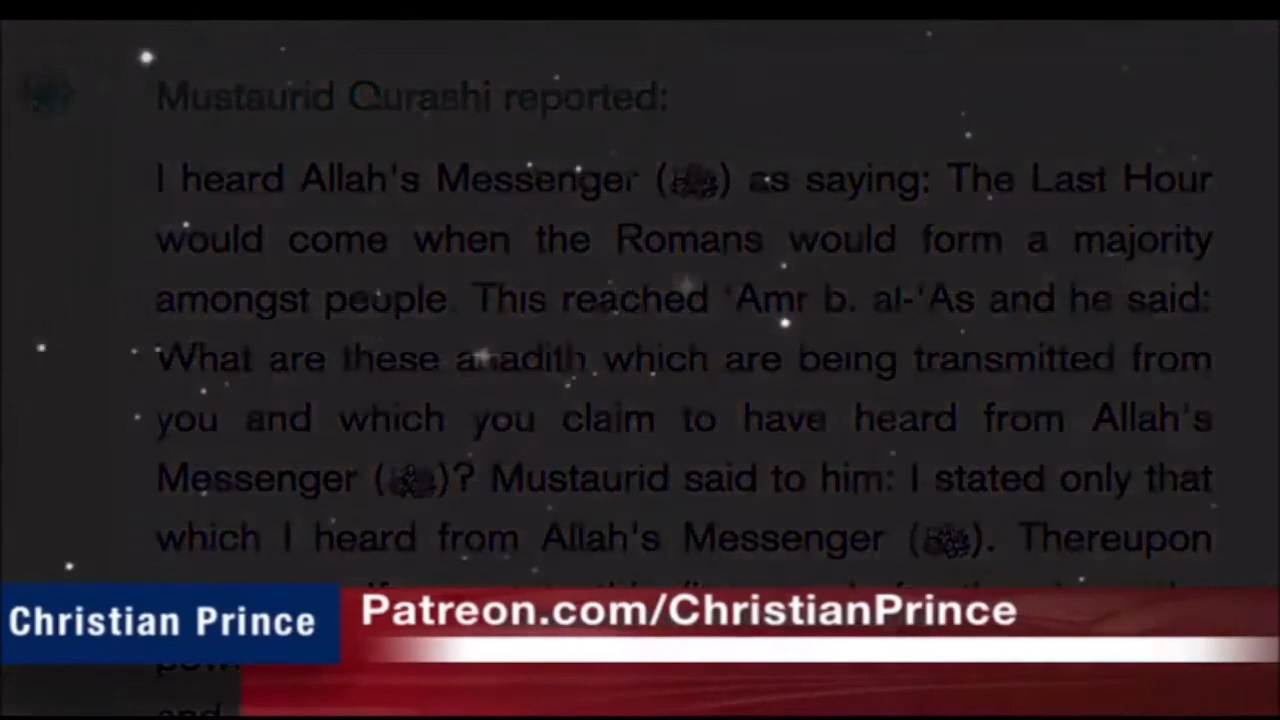 Mustaurid Qurashi reported:
I heard Allah's Messenger (ﷺ) as saying: The Last Hour
would come when the Romans would form a majority
amongst people. This reached 'Amr b. al-'As and he said:
What are these ahadith which are being transmitted from
you and which you claim to have heard from Allah's
Messenger (ﷺ)? Mustaurid said to him: I stated only that
which I heard from Allah's Messenger (ﷺ). Thereupon
Christian Prince
Patreon.com/ChristianPrince
and